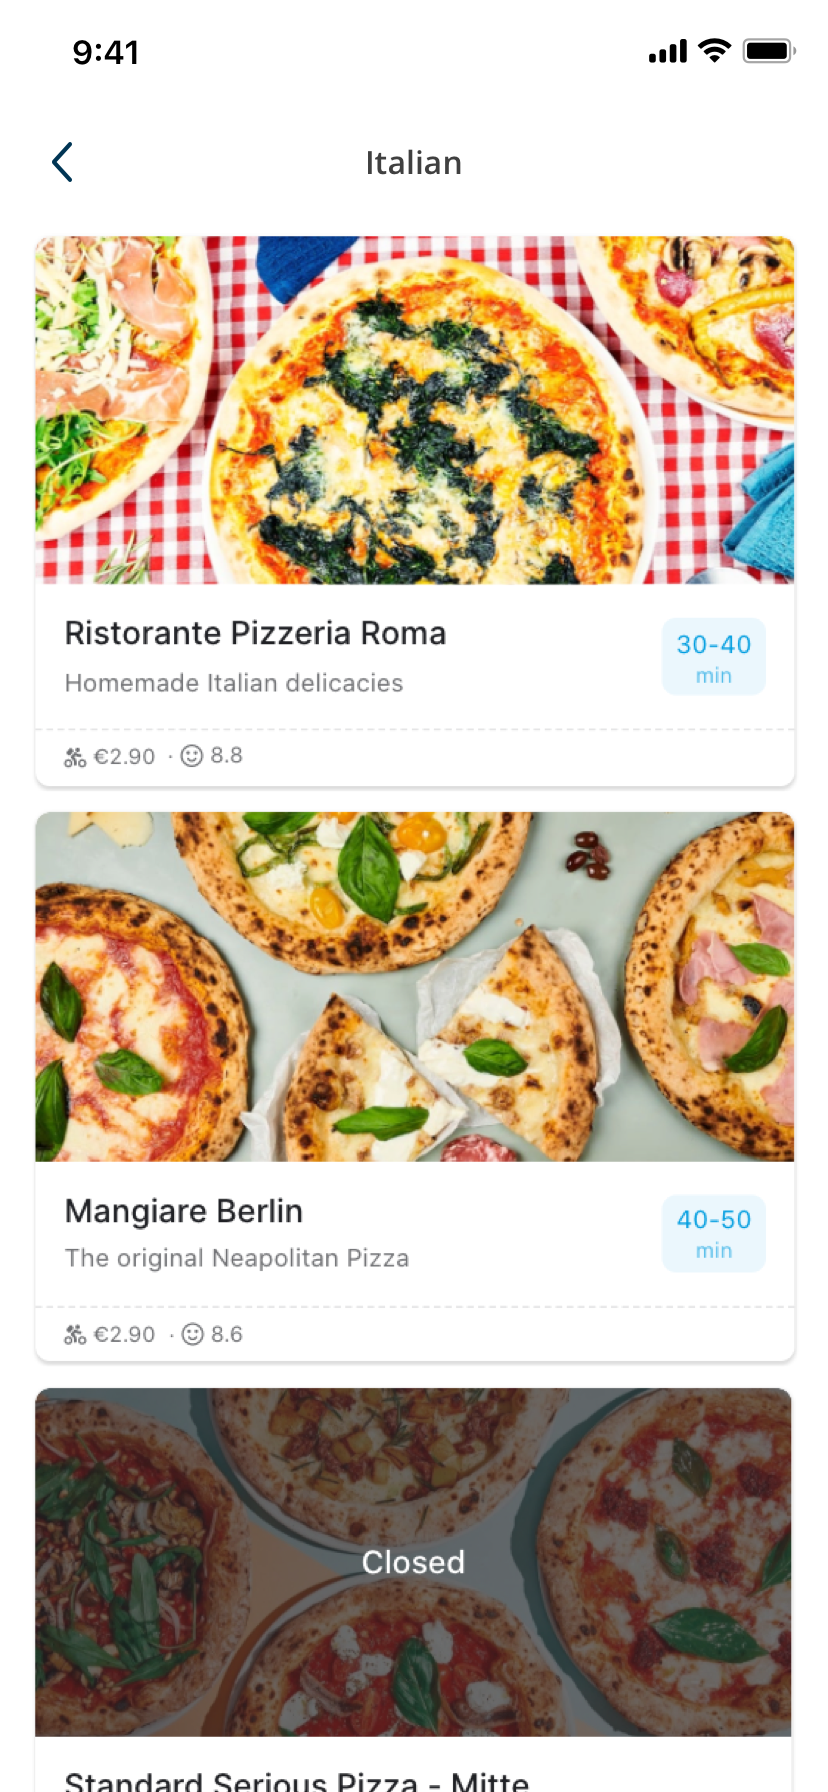 9:41
Italian
Ristorante Pizzeria Roma
30-40
min
Homemade Italian delicacies
€2.90 · 8.8
Mangiare Berlin
40-50
min
The original Neapolitan Pizza
€2.90 · 8.6
Closed
Standard Serious Pizza - Mitte